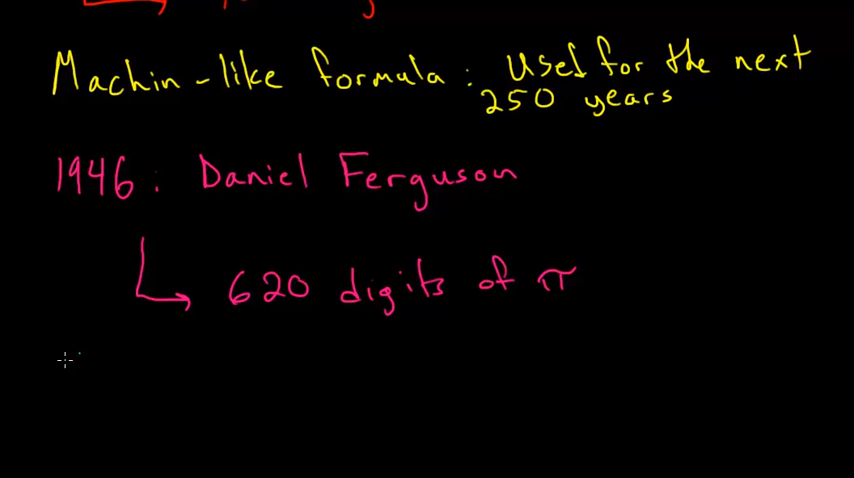 Machin-like formula: Used for the next
250 years
1946: Daniel Ferguson
620 digits of π